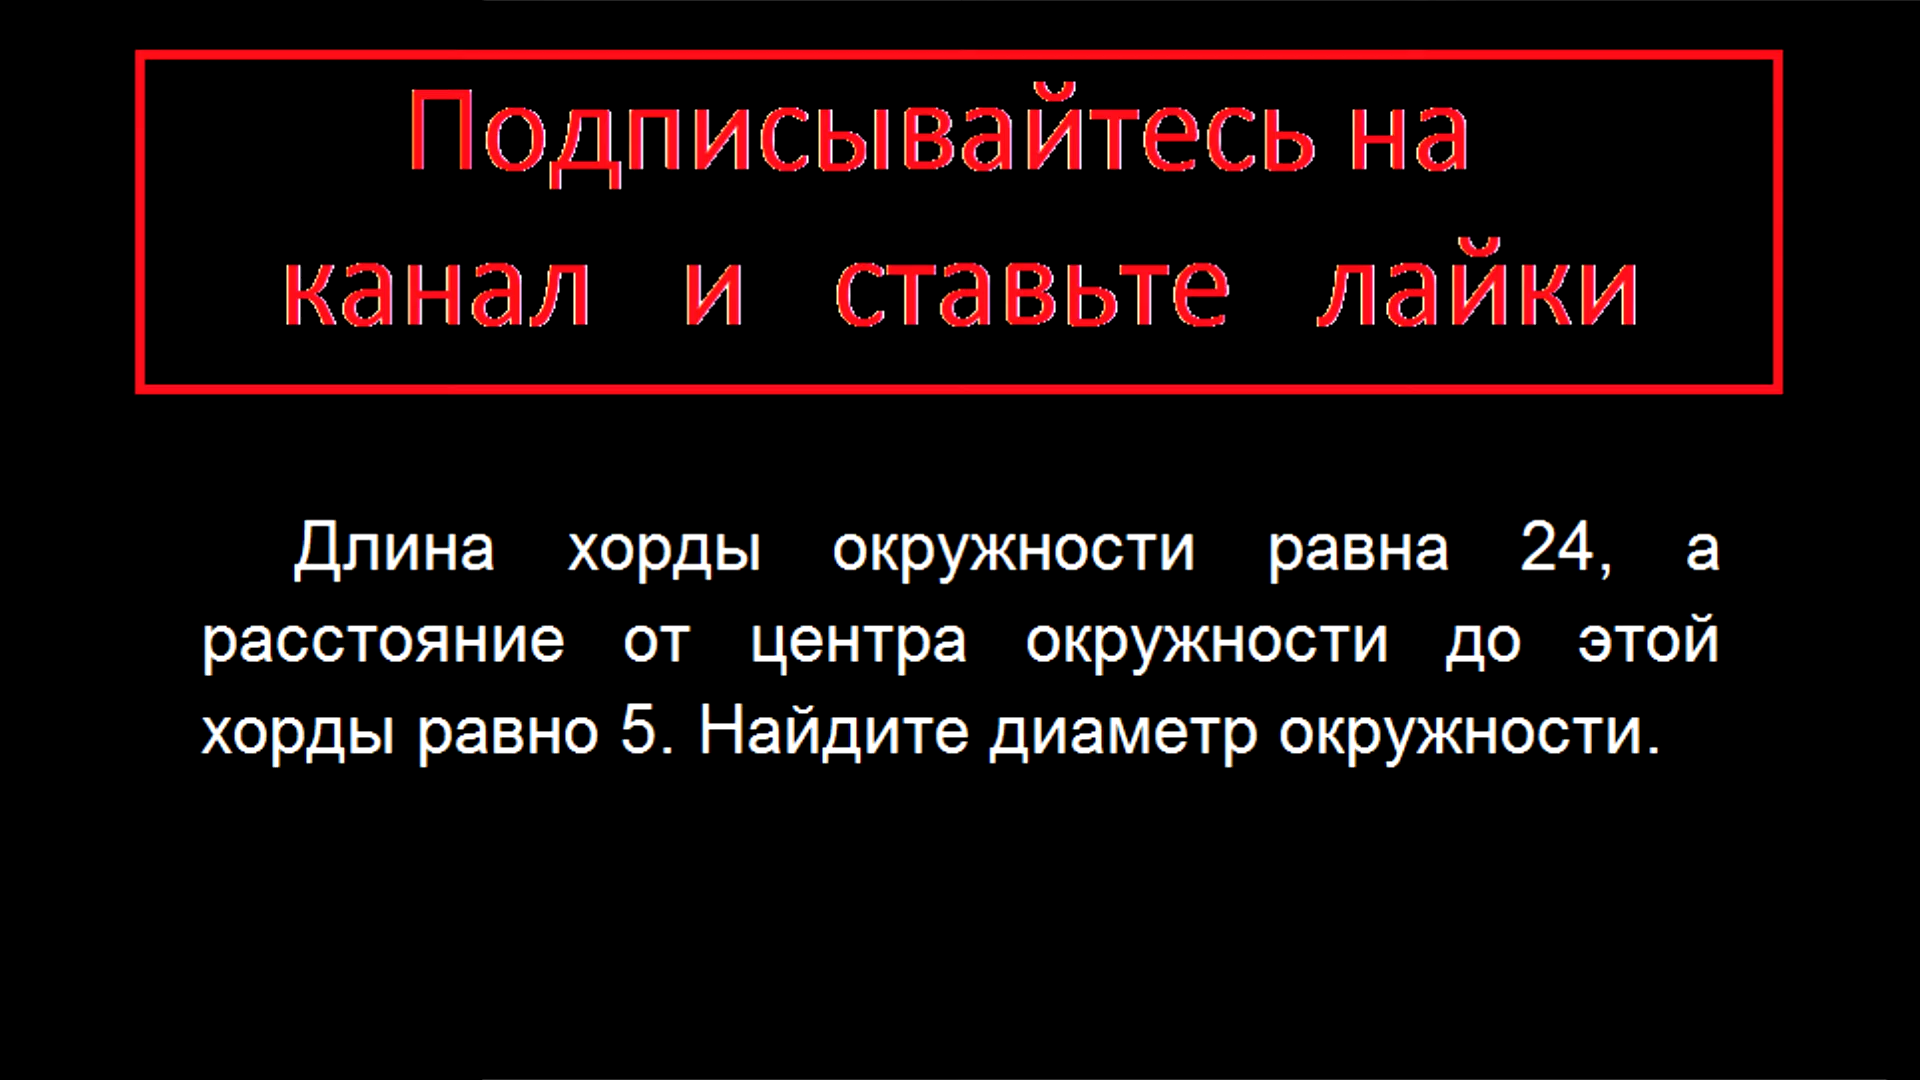 Подписывайтесь на
канал и ставьте лайки
Длина хорды окружности равна 24, а
расстояние от центра окружности до этой
хорды равно 5. Найдите диаметр окружности.